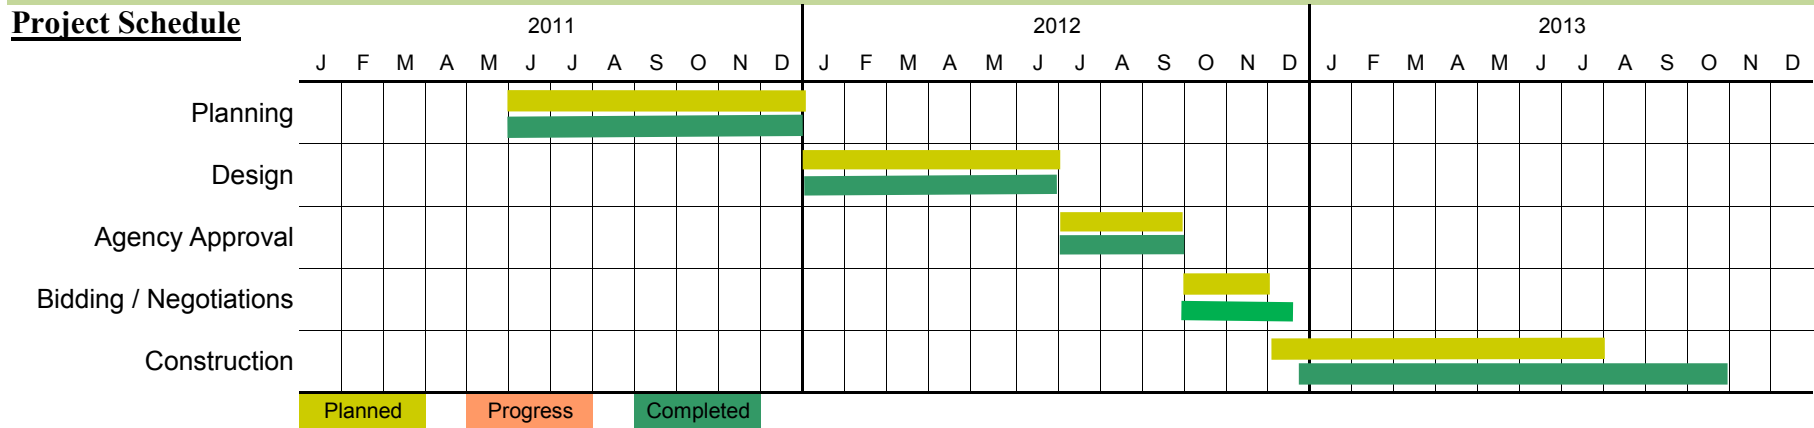 Project Schedule
2011 2012 2013
J F M A M J J A S O N D J F M A M J J A S O N D J F M A M J J A S O N D
Planning
Design
Agency Approval
Bidding / Negotiations
Construction
Planned Progress Completed